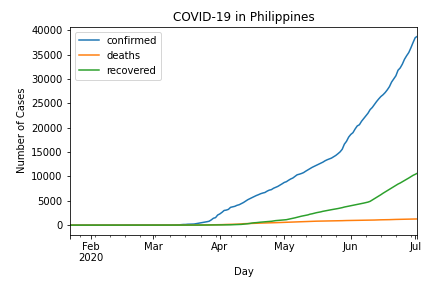 COVID-19 in Philippines
confirmed
deaths
recovered
Number of Cases
40000
35000
30000
25000
20000
15000
10000
5000
0
Feb
2020
Mar
Apr
May
Jun
Jul
Day